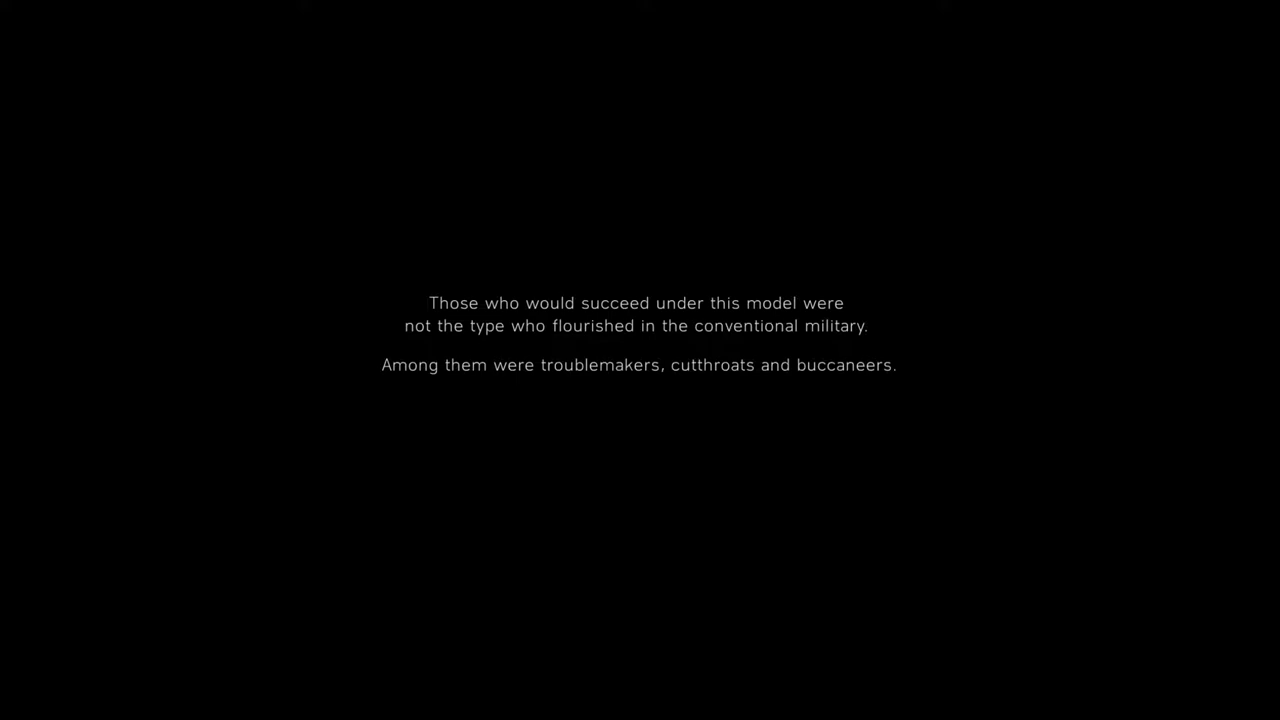 Those who would succeed under this model were
not the type who flourished in the conventional military.
Among them were troublemakers, cutthroats and buccaneers.